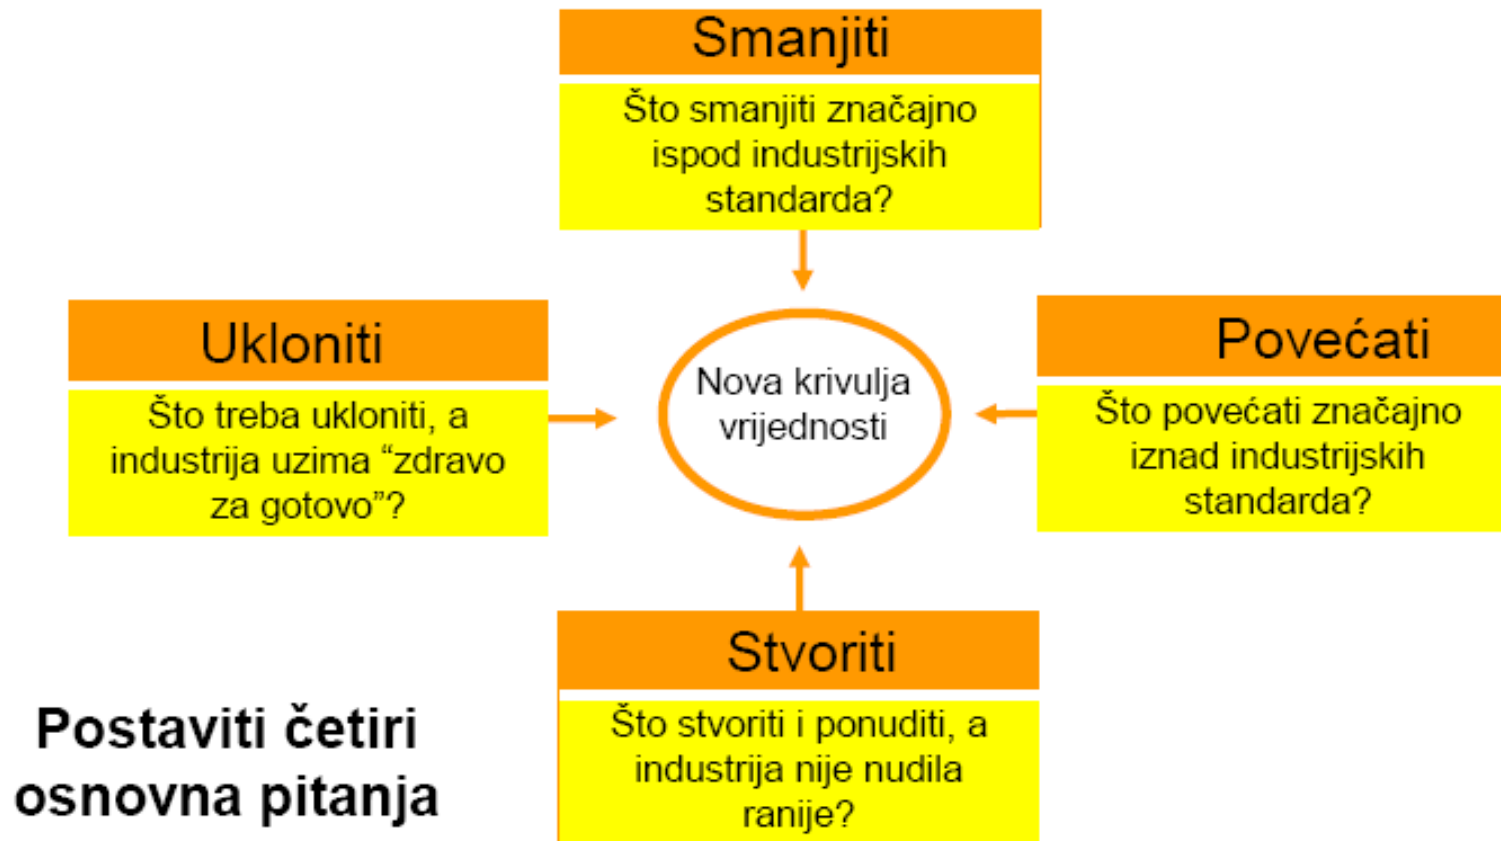 Smanjiti
Što smanjiti značajno
ispod industrijskih
standarda?
Ukloniti
Što treba ukloniti, a
industrija uzima “zdravo
za gotovo”?
Nova krivulja
vrijednosti
Povećati
Što povećati značajno
iznad industrijskih
standarda?
Stvoriti
Što stvoriti i ponuditi, a
industrija nije nudila
ranije?
Postaviti četiri
osnovna pitanja